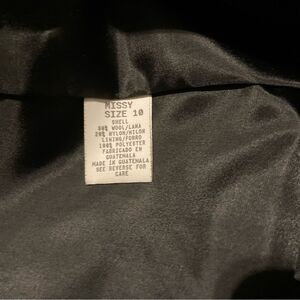 MISSY
SIZE 10
SHELL
80% WOOL/LANA
20% NYLON/NILON
LINING/FORRO
100% POLYESTER
FABRICADO EN
GUATEMALA
MADE IN GUATEMALA
SEE REVERSE FOR
CARE